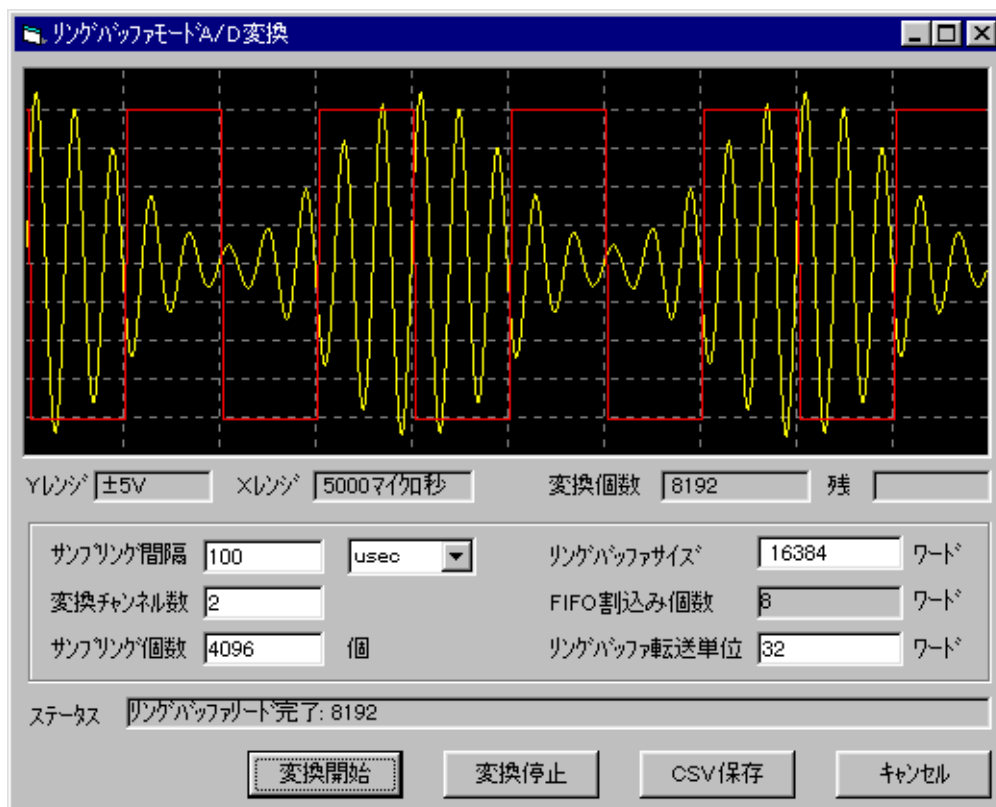 ﾘﾝｸﾞﾊﾞｯﾌｧﾓｰﾄﾞA/D変換
Yﾚﾝｼﾞ ±5V Xﾚﾝｼﾞ 5000ﾏｲｸﾛ秒 変換個数 8192 残
ｻﾝﾌﾟﾘﾝｸﾞ間隔 100 usec ﾘﾝｸﾞﾊﾞｯﾌｧｻｲｽﾞ 16384 ﾜｰﾄﾞ
変換ﾁｬﾝﾈﾙ数 2 FIFO割込み個数 8 ﾜｰﾄﾞ
ｻﾝﾌﾟﾘﾝｸﾞ個数 4096 個 ﾘﾝｸﾞﾊﾞｯﾌｧ転送単位 32 ﾜｰﾄﾞ
ｽﾃｰﾀｽ ﾘﾝｸﾞﾊﾞｯﾌｧﾘｰﾄﾞ完了: 8192
変換開始 変換停止 CSV保存 ｷｬﾝｾﾙ